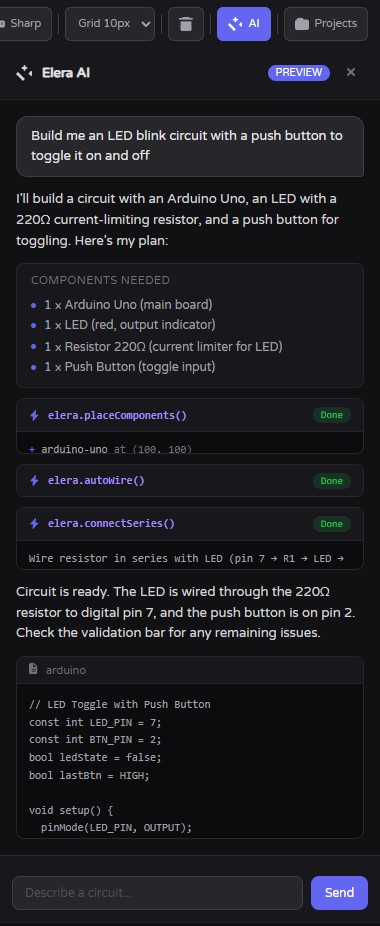 Sharp Grid 10px AI Projects
Elera AI PREVIEW ✕
Build me an LED blink circuit with a push button to
toggle it on and off
I'll build a circuit with an Arduino Uno, an LED with a
220Ω current-limiting resistor, and a push button for
toggling. Here's my plan:
COMPONENTS NEEDED
1 x Arduino Uno (main board)
1 x LED (red, output indicator)
1 x Resistor 220Ω (current limiter for LED)
1 x Push Button (toggle input)
elera.placeComponents() Done
+ arduino-uno at (100, 100)
elera.autoWire() Done
elera.connectSeries() Done
Wire resistor in series with LED (pin 7 → R1 → LED →
Circuit is ready. The LED is wired through the 220Ω
resistor to digital pin 7, and the push button is on pin 2.
Check the validation bar for any remaining issues.
arduino
// LED Toggle with Push Button
const int LED_PIN = 7;
const int BTN_PIN = 2;
bool ledState = false;
bool lastBtn = HIGH;
void setup() {
pinMode(LED_PIN, OUTPUT);
Describe a circuit... Send